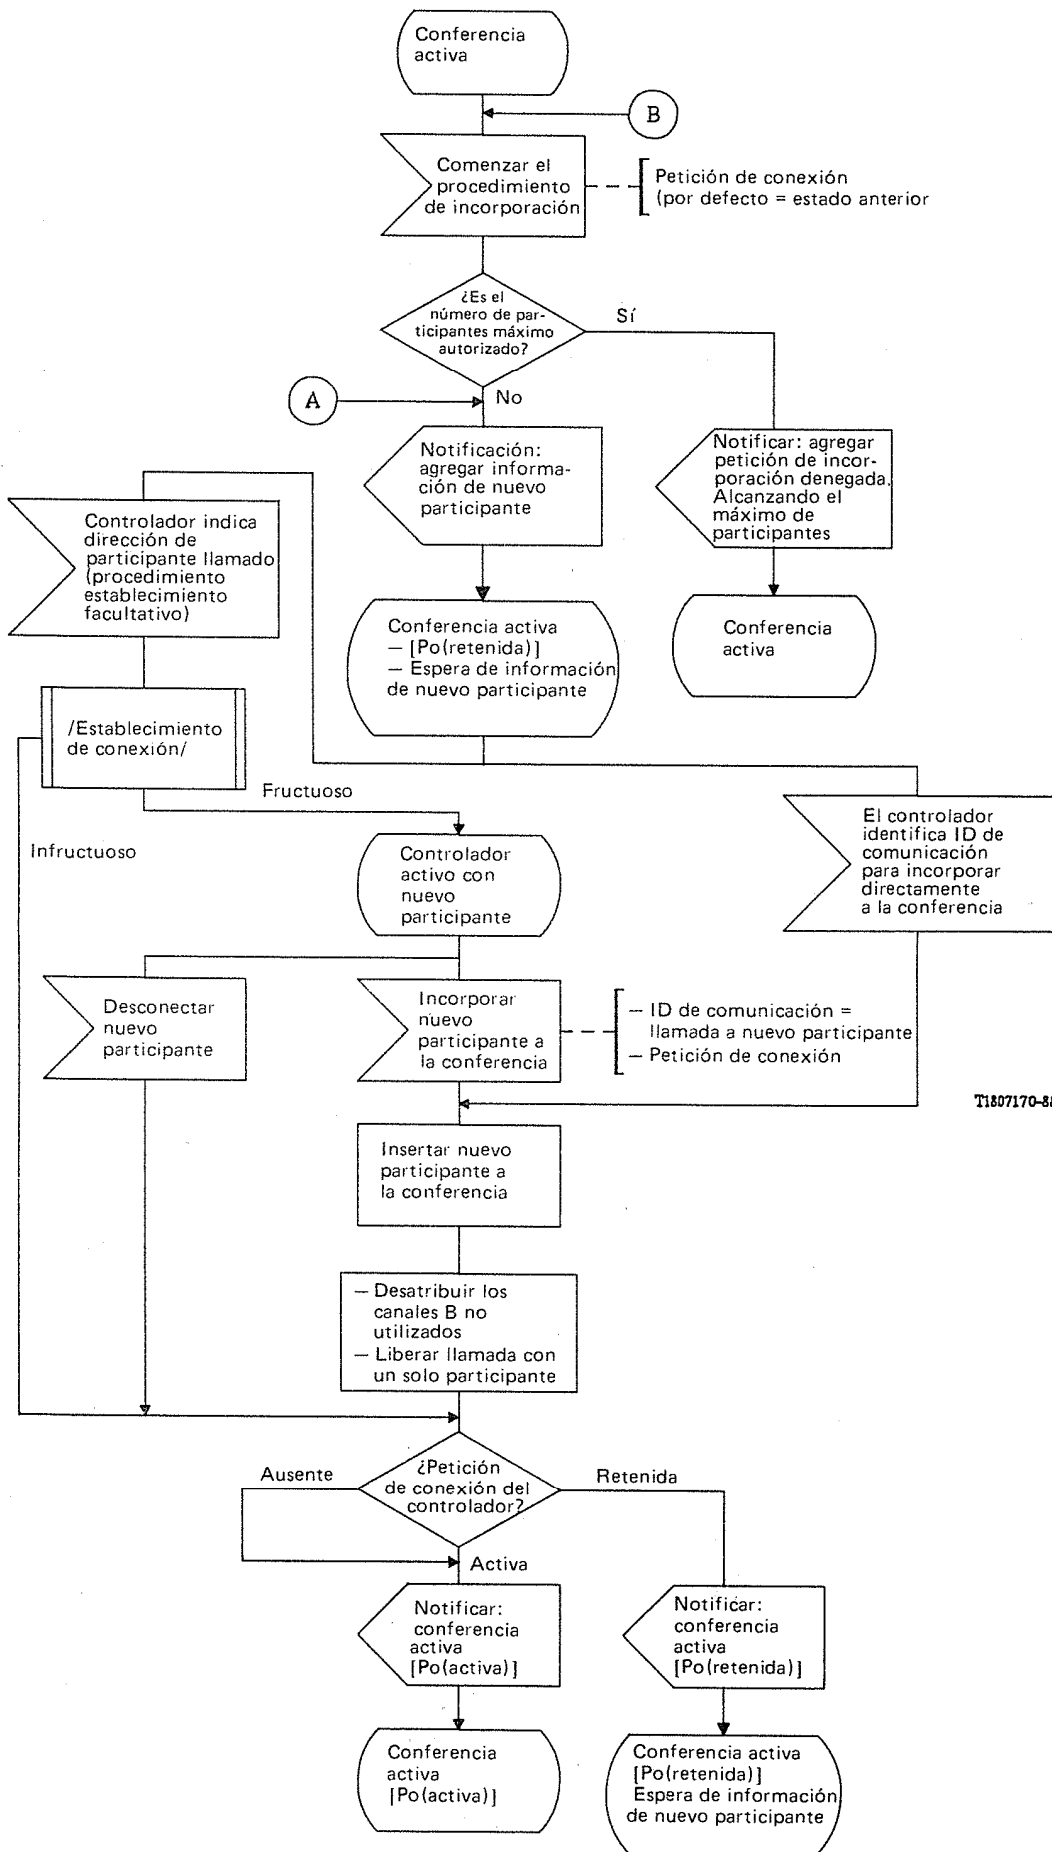 Conferencia
activa
B
Comenzar el
procedimiento
de incorporación
Petición de conexión
(por defecto = estado anterior
¿Es el
número de par-
ticipantes máximo
autorizado?
Sí
No
A
Notificación:
agregar informa-
ción de nuevo
participante
Notificar: agregar
petición de incor-
poración denegada.
Alcanzando el
máximo de
participantes
Controlador indica
dirección de
participante llamado
(procedimiento
establecimiento
facultativo)
Conferencia activa
— [Po(retenida)]
— Espera de información
de nuevo participante
Conferencia
activa
/Establecimiento
de conexión/
Fructuoso
Infructuoso
Controlador
activo con
nuevo
participante
El controlador
identifica ID de
comunicación
para incorporar
directamente
a la conferencia
Desconectar
nuevo
participante
Incorporar
nuevo
participante a
la conferencia
— ID de comunicación =
llamada a nuevo participante
— Petición de conexión
T1807170-88
Insertar nuevo
participante a
la conferencia
— Desatribuir los
canales B no
utilizados
— Liberar llamada con
un solo participante
¿Petición
de conexión del
controlador?
Ausente
Retenida
Activa
Notificar:
conferencia
activa
[Po(activa)]
Notificar:
conferencia
activa
[Po(retenida)]
Conferencia
activa
[Po(activa)]
Conferencia activa
[Po(retenida)]
Espera de información
de nuevo participante